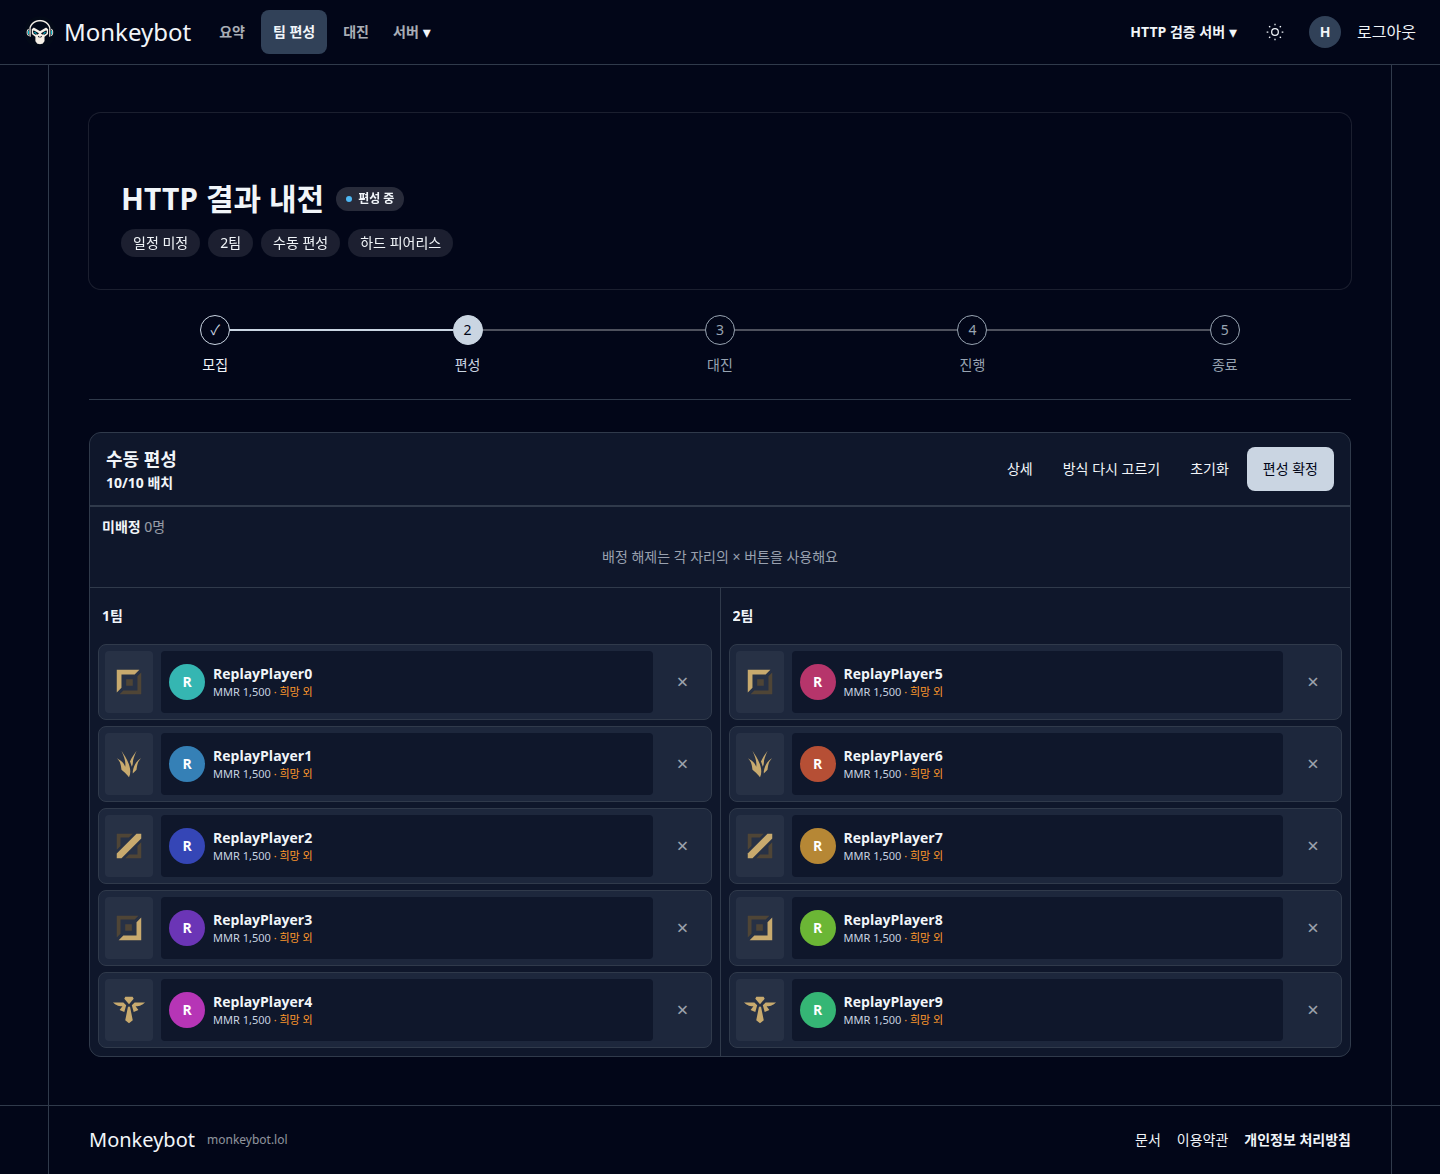 Monkeybot 요약 팀 편성 대진 서버 ▾ HTTP 검증 서버 ▾ H 로그아웃
HTTP 결과 내전 편성 중
일정 미정 2팀 수동 편성 하드 피어리스
✓ 2 3 4 5
모집 편성 대진 진행 종료
수동 편성
10/10 배치
상세 방식 다시 고르기 초기화 편성 확정
미배정 0명
배정 해제는 각 자리의 × 버튼을 사용해요
1팀
R ReplayPlayer0 ×
MMR 1,500 · 희망 외
R ReplayPlayer1 ×
MMR 1,500 · 희망 외
R ReplayPlayer2 ×
MMR 1,500 · 희망 외
R ReplayPlayer3 ×
MMR 1,500 · 희망 외
R ReplayPlayer4 ×
MMR 1,500 · 희망 외
2팀
R ReplayPlayer5 ×
MMR 1,500 · 희망 외
R ReplayPlayer6 ×
MMR 1,500 · 희망 외
R ReplayPlayer7 ×
MMR 1,500 · 희망 외
R ReplayPlayer8 ×
MMR 1,500 · 희망 외
R ReplayPlayer9 ×
MMR 1,500 · 희망 외
Monkeybot monkeybot.lol 문서 이용약관 개인정보 처리방침